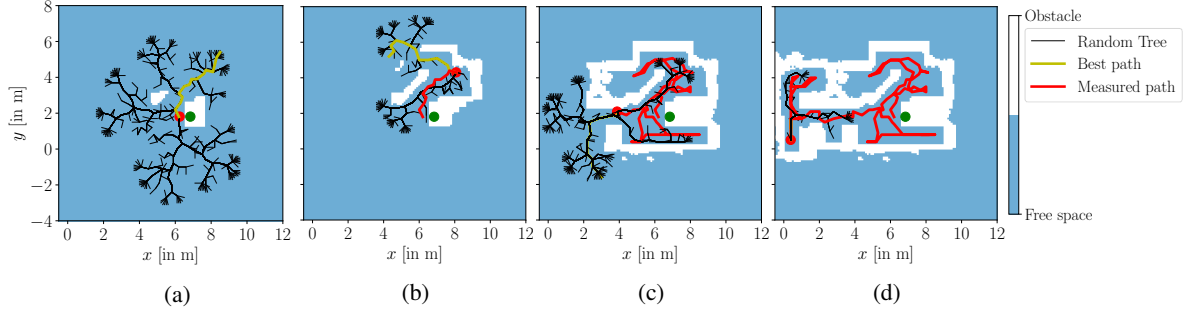 8
6
4
2
0
−2
−4
y [in m]
0 2 4 6 8 10 12
x [in m]
(a)
0 2 4 6 8 10 12
x [in m]
(b)
0 2 4 6 8 10 12
x [in m]
(c)
0 2 4 6 8 10 12
x [in m]
(d)
Obstacle
Free space
Random Tree
Best path
Measured path